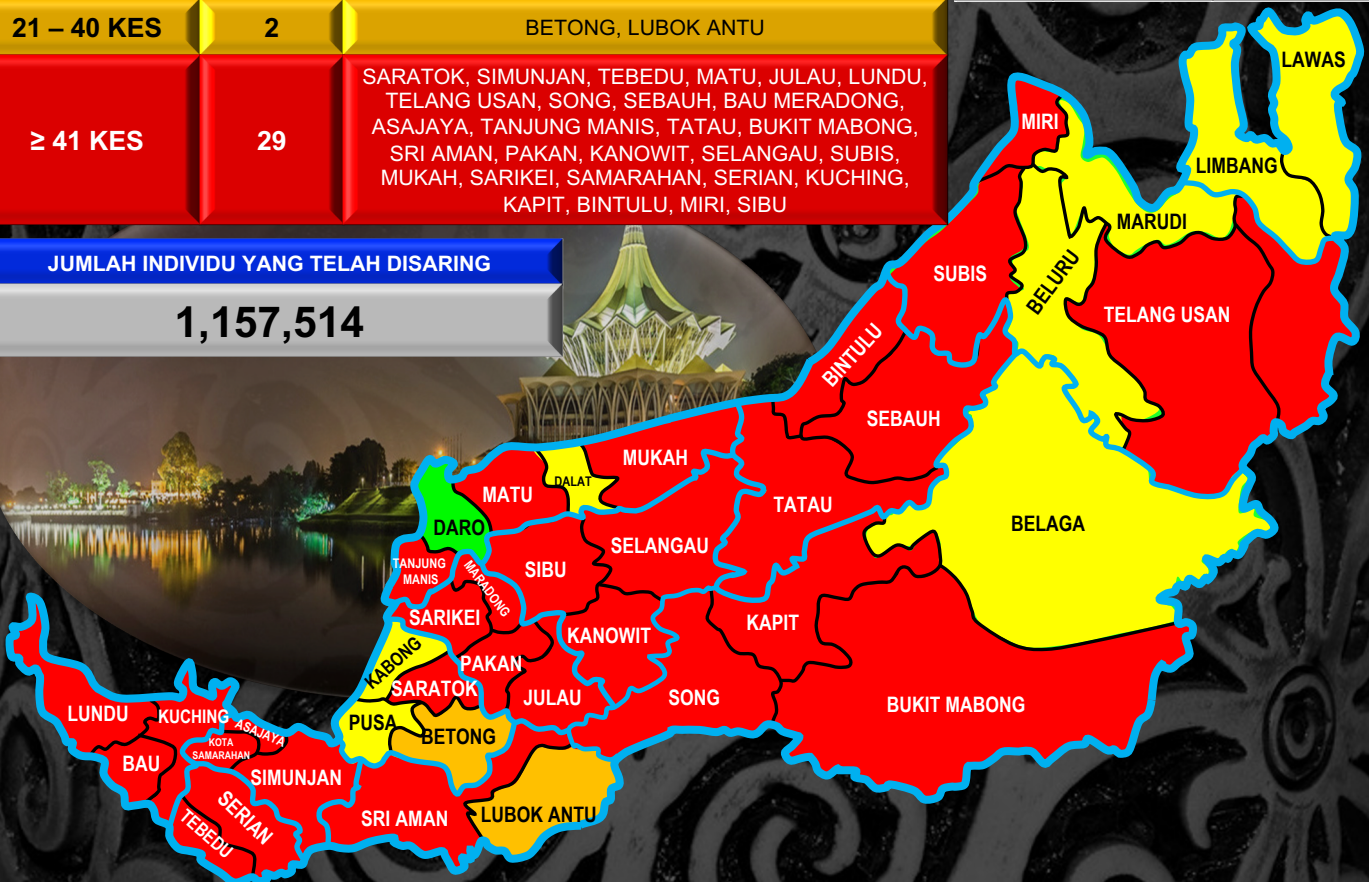 21 – 40 KES
2
BETONG, LUBOK ANTU
≥ 41 KES
29
SARATOK, SIMUNJAN, TEBEDU, MATU, JULAU, LUNDU,
TELANG USAN, SONG, SEBAUH, BAU MERADONG,
ASAJAYA, TANJUNG MANIS, TATAU, BUKIT MABONG,
SRI AMAN, PAKAN, KANOWIT, SELANGAU, SUBIS,
MUKAH, SARIKEI, SAMARAHAN, SERIAN, KUCHING,
KAPIT, BINTULU, MIRI, SIBU
JUMLAH INDIVIDU YANG TELAH DISARING
1,157,514
LAWAS
MIRI
LIMBANG
MARUDI
SUBIS
BELURU
TELANG USAN
BINTULU
SEBAUH
MUKAH
DALAT
MATU
TATAU
DARO
BELAGA
SELANGAU
TANJUNG
MANIS
SIBU
MARADONG
SARIKEI
KAPIT
KANOWIT
KABONG
PAKAN
SARATOK
JULAU
SONG
BUKIT MABONG
LUNDU
KUCHING
ASAJAYA
PUSA
BETONG
KOTA
SAMARAHAN
BAU
SIMUNJAN
SERIAN
TEBEDU
SRI AMAN
LUBOK ANTU